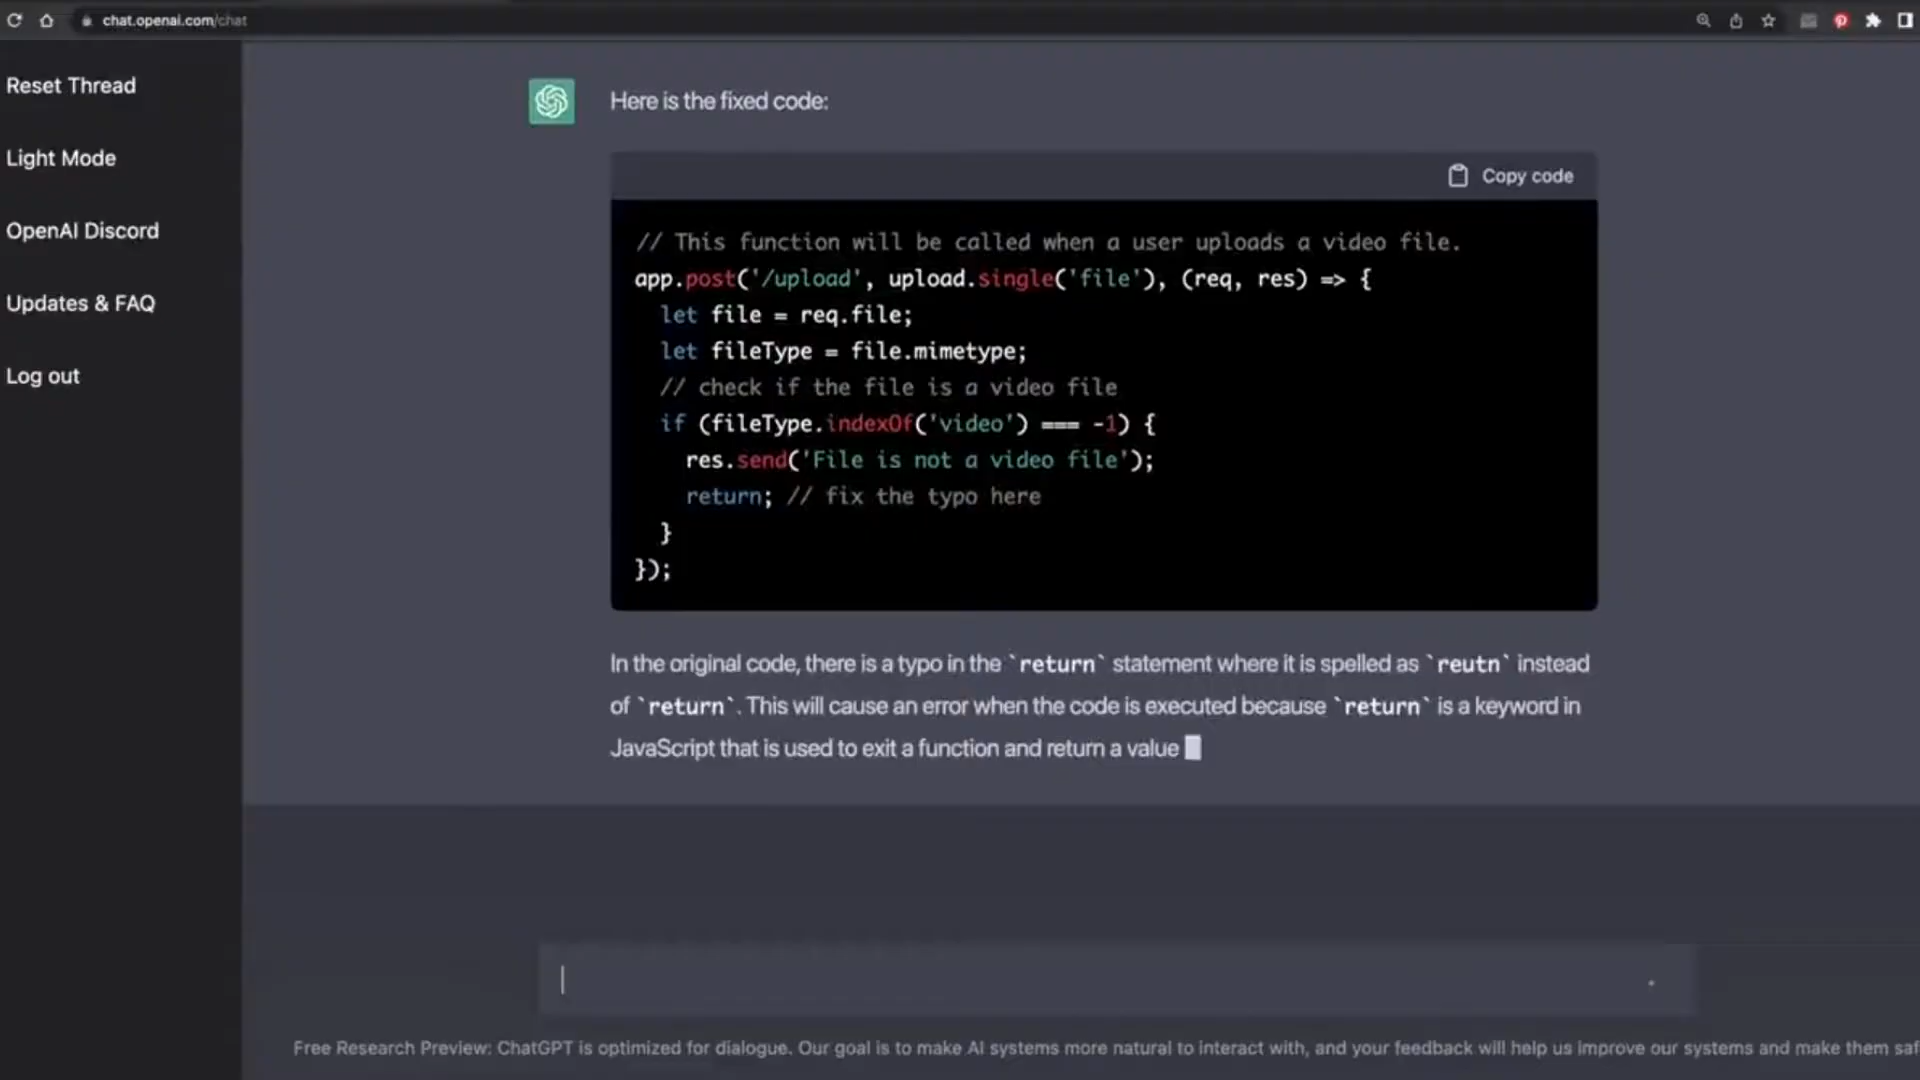 chat.openai.com/chat
Reset Thread
Light Mode
OpenAI Discord
Updates & FAQ
Log out
Here is the fixed code:
Copy code
// This function will be called when a user uploads a video file.
app.post('/upload', upload.single('file'), (req, res) => {
  let file = req.file;
  let fileType = file.mimetype;
  // check if the file is a video file
  if (fileType.indexOf('video') === -1) {
    res.send('File is not a video file');
    return; // fix the typo here
  }
});
In the original code, there is a typo in the `return` statement where it is spelled as `reutn` instead
of `return`. This will cause an error when the code is executed because `return` is a keyword in
JavaScript that is used to exit a function and return a value
Free Research Preview: ChatGPT is optimized for dialogue. Our goal is to make AI systems more natural to interact with, and your feedback will help us improve our systems and make them saf